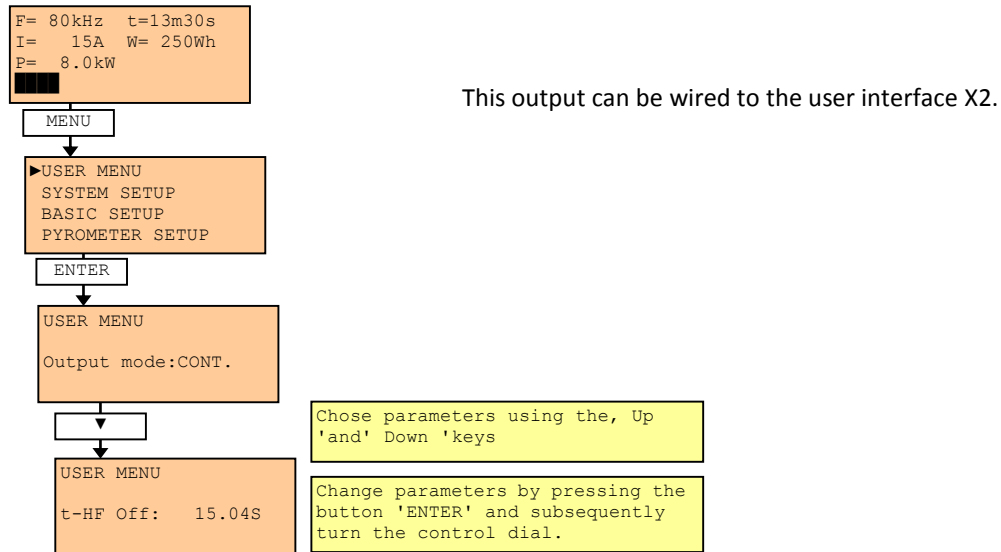 F= 80kHz t=13m30s
I= 15A W= 250Wh
P= 8.0kW
This output can be wired to the user interface X2.
MENU
►USER MENU
SYSTEM SETUP
BASIC SETUP
PYROMETER SETUP
ENTER
USER MENU
Output mode:CONT.
▼
Chose parameters using the, Up
'and' Down 'keys
USER MENU
t-HF Off: 15.04S
Change parameters by pressing the
button 'ENTER' and subsequently
turn the control dial.